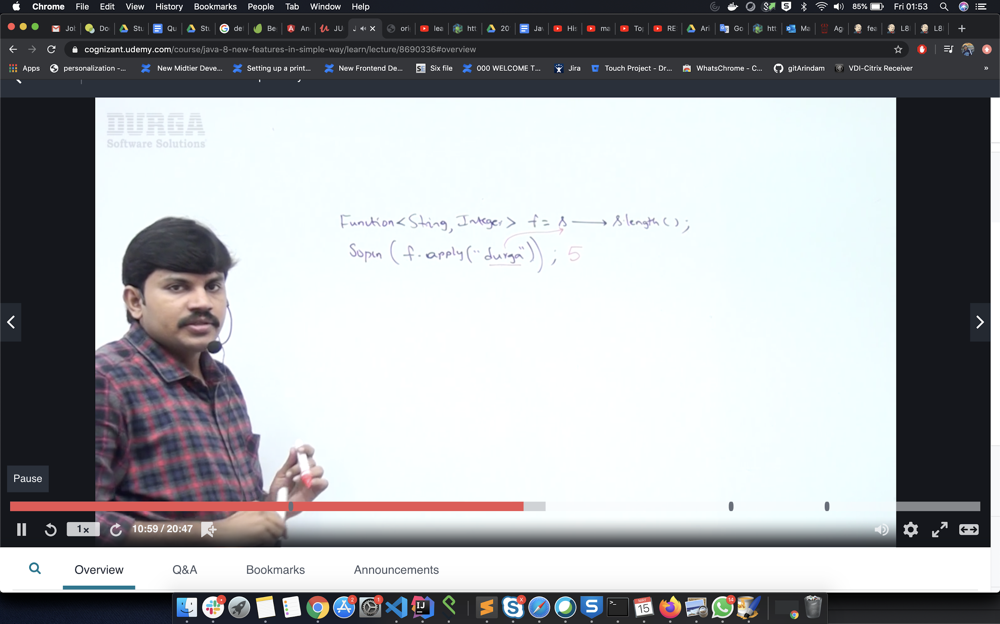 Chrome File Edit View History Bookmarks People Tab Window Help 85% Fri 01:53
Jol Do Stu Qu Stu de Be An JU J ori lea htt 20 Jav His ma To RE Ari Go htt Ma Ag fea L8 L8
cognizant.udemy.com/course/java-8-new-features-in-simple-way/learn/lecture/8690336#overview
Apps personalization -... New Midtier Deve... Setting up a print... New Frontend De... SE Six file 000 WELCOME T... Jira Touch Project - Dr... WhatsChrome - C... gitArindam VDI-Citrix Receiver »
DURGA
Software Solutions
Function<String, Integer> f = s → s.length();
Sopln (f.apply("durga")); 5
Pause
1x 10:59 / 20:47
Overview Q&A Bookmarks Announcements
2 1 IJ X S S >_ MAY 15 14